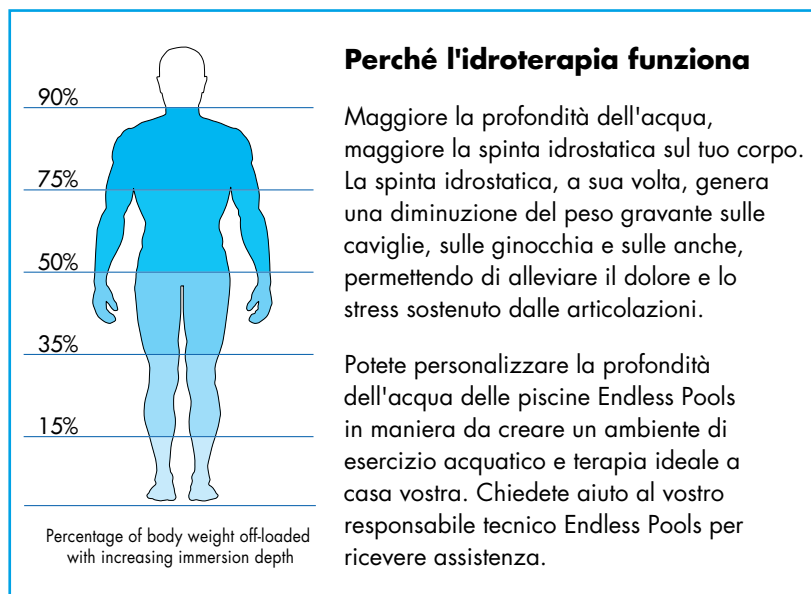 90%
75%
50%
35%
15%
Percentage of body weight off-loaded
with increasing immersion depth
Perché l'idroterapia funziona
Maggiore la profondità dell'acqua,
maggiore la spinta idrostatica sul tuo corpo.
La spinta idrostatica, a sua volta, genera
una diminuzione del peso gravante sulle
caviglie, sulle ginocchia e sulle anche,
permettendo di alleviare il dolore e lo
stress sostenuto dalle articolazioni.
Potete personalizzare la profondità
dell'acqua delle piscine Endless Pools
in maniera da creare un ambiente di
esercizio acquatico e terapia ideale a
casa vostra. Chiedete aiuto al vostro
responsabile tecnico Endless Pools per
ricevere assistenza.